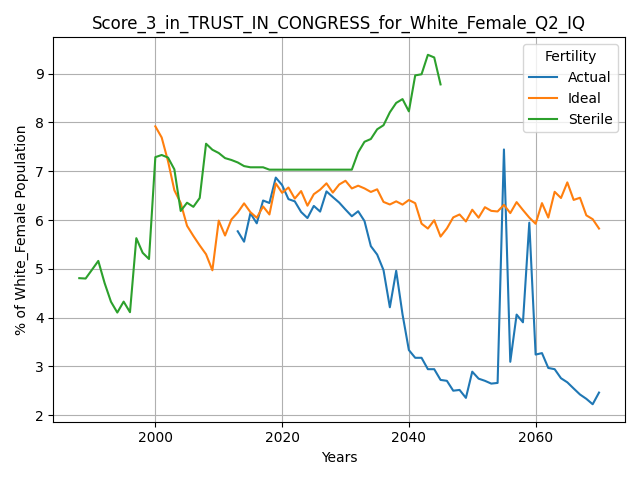 Score_3_in_TRUST_IN_CONGRESS_for_White_Female_Q2_IQ
% of White_Female Population
9
8
7
6
5
4
3
2
2000
2020
2040
2060
Years
Fertility
Actual
Ideal
Sterile